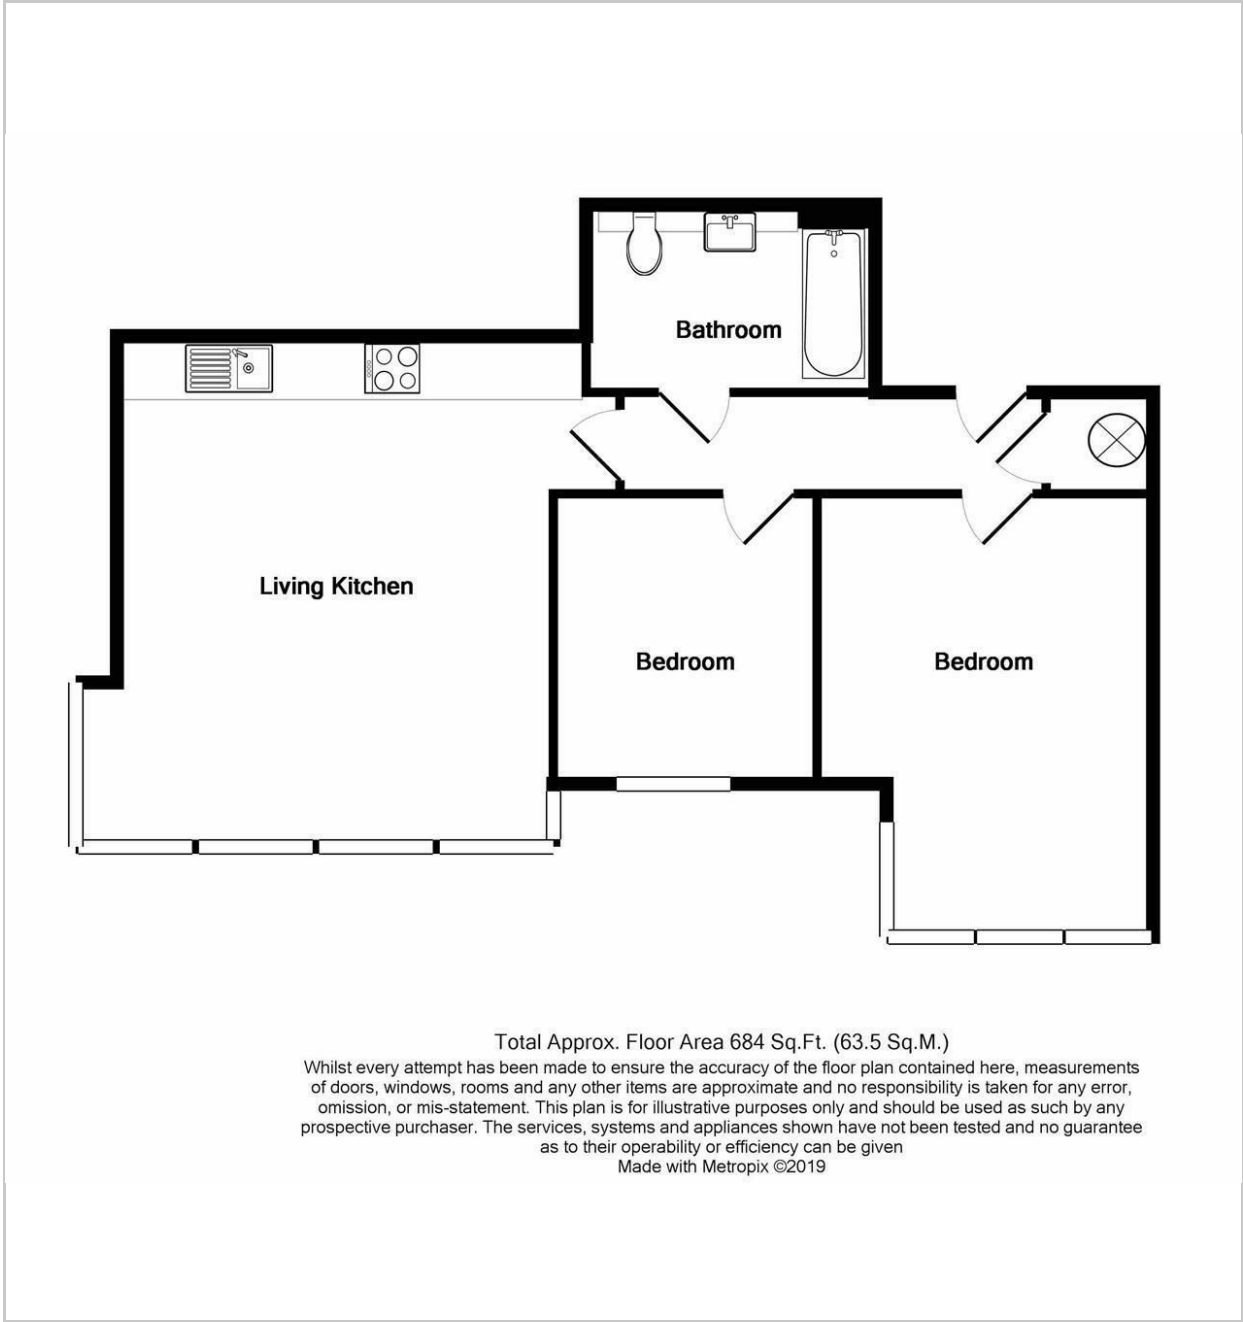 Bathroom
Living Kitchen
Bedroom
Bedroom
Total Approx. Floor Area 684 Sq.Ft. (63.5 Sq.M.)
Whilst every attempt has been made to ensure the accuracy of the floor plan contained here, measurements
of doors, windows, rooms and any other items are approximate and no responsibility is taken for any error,
omission, or mis-statement. This plan is for illustrative purposes only and should be used as such by any
prospective purchaser. The services, systems and appliances shown have not been tested and no guarantee
as to their operability or efficiency can be given
Made with Metropix ©2019